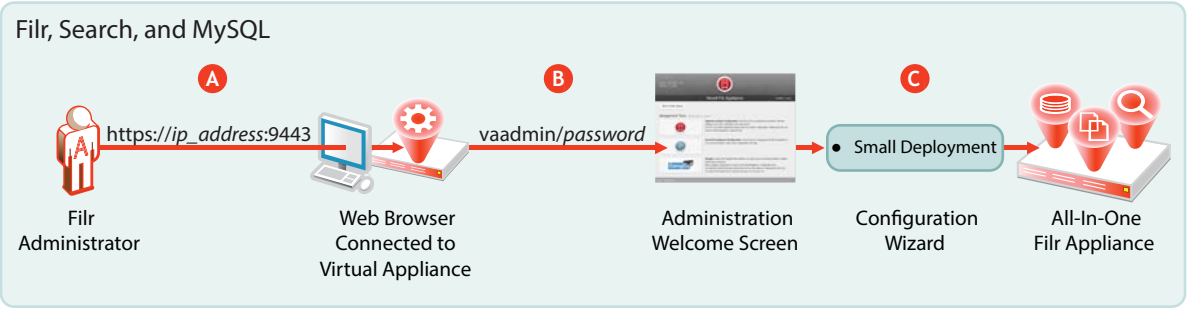 Filr, Search, and MySQL
A
B
C
https://ip_address:9443
vaadmin/password
• Small Deployment
A
Filr
Administrator
Web Browser
Connected to
Virtual Appliance
Administration
Welcome Screen
Configuration
Wizard
All-In-One
Filr Appliance